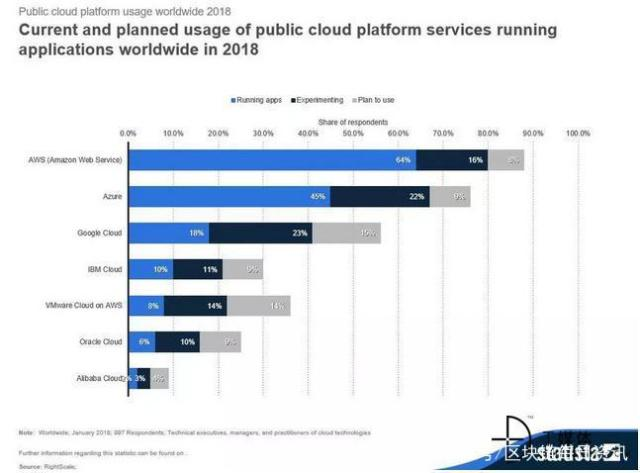 Public cloud platform usage worldwide 2018
Current and planned usage of public cloud platform services running
applications worldwide in 2018
Running apps Experimenting Plan to use
Share of respondents
0.0% 10.0% 20.0% 30.0% 40.0% 50.0% 60.0% 70.0% 80.0% 90.0% 100.0%
AWS (Amazon Web Service) 64% 16% 8%
Azure 45% 22% 9%
Google Cloud 18% 23% 15%
IBM Cloud 10% 11% 9%
VMware Cloud on AWS 8% 14% 14%
Oracle Cloud 6% 10% 9%
Alibaba Cloud 2% 3% 4%
Note: Worldwide; January 2018; 997 Respondents; Technical executives, managers, and practitioners of cloud technologies
Further information regarding this statistic can be found on .
Source: RightScale;
statista